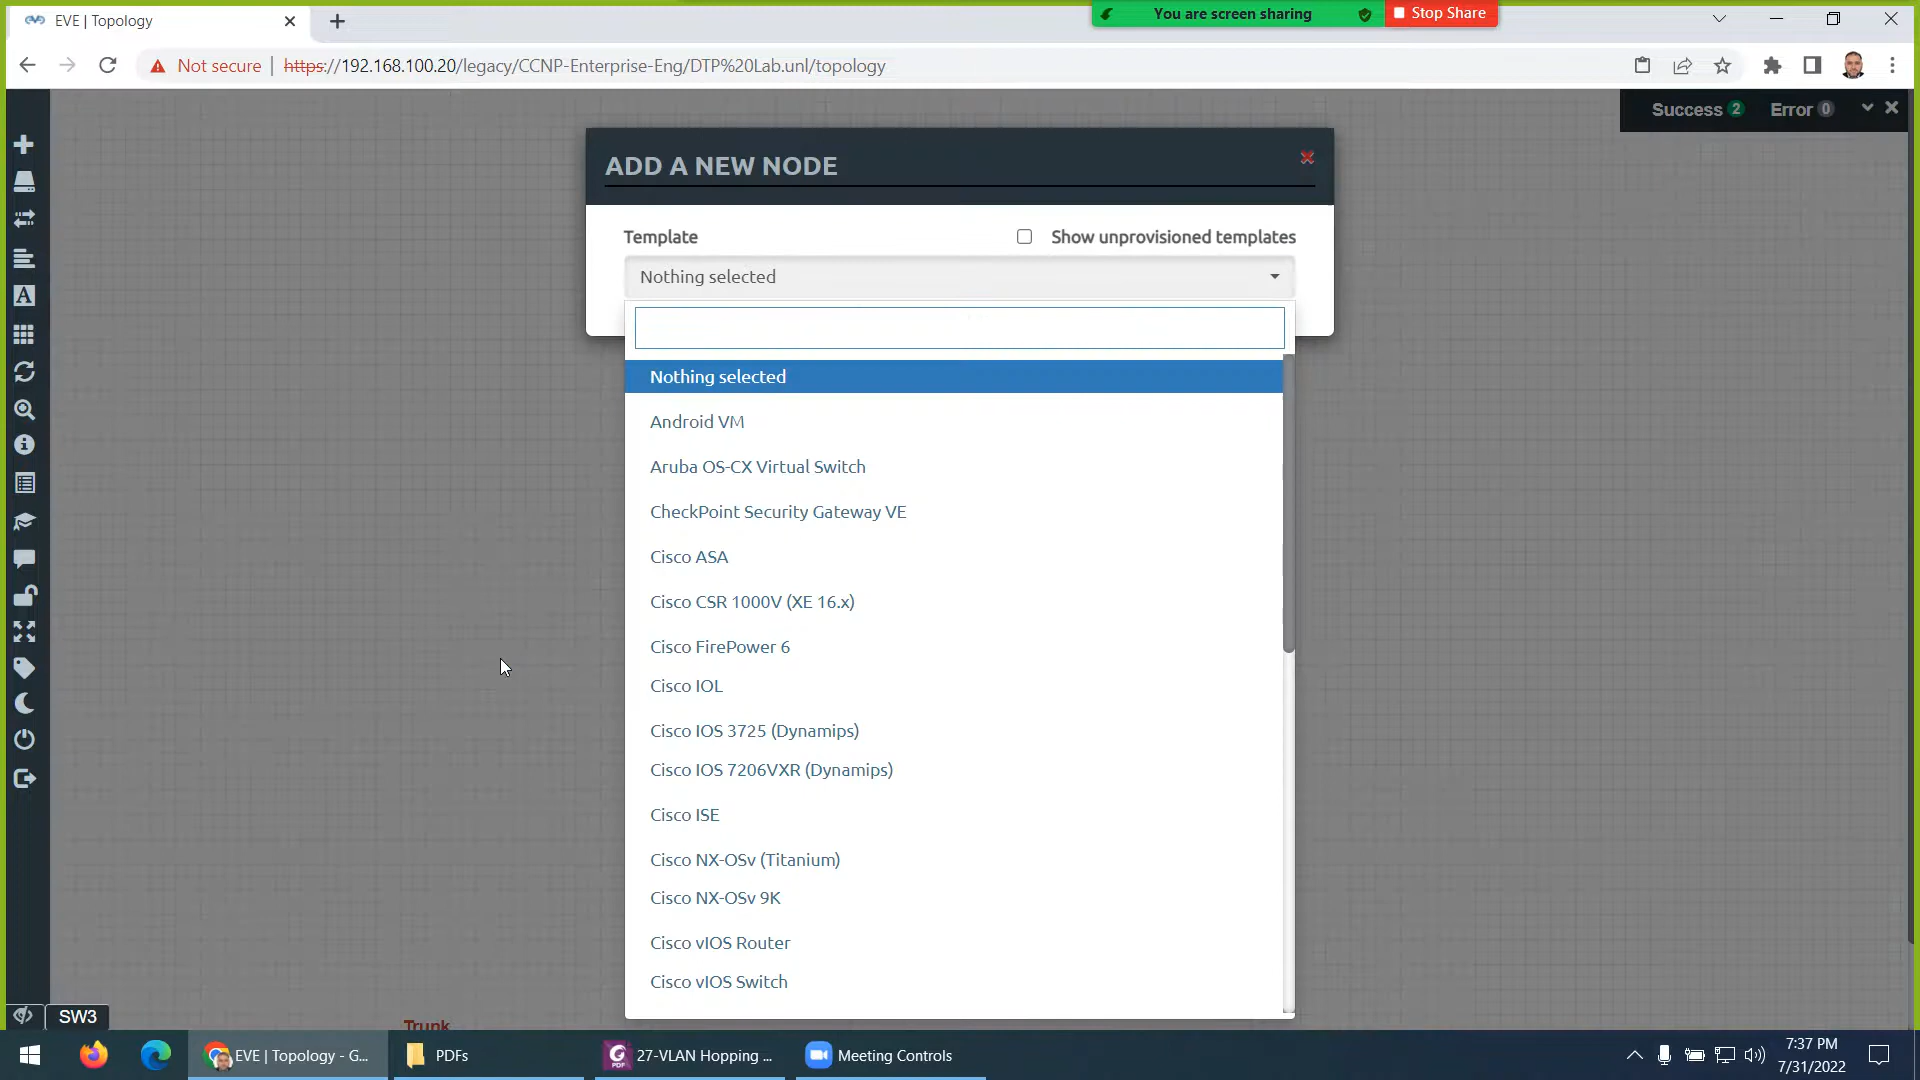 EVE | Topology
You are screen sharing
Stop Share
Not secure
https://192.168.100.20/legacy/CCNP-Enterprise-Eng/DTP%20Lab.unl/topology
Success 2 Error 0
ADD A NEW NODE
Template
Show unprovisioned templates
Nothing selected
Nothing selected
Android VM
Aruba OS-CX Virtual Switch
CheckPoint Security Gateway VE
Cisco ASA
Cisco CSR 1000V (XE 16.x)
Cisco FirePower 6
Cisco IOL
Cisco IOS 3725 (Dynamips)
Cisco IOS 7206VXR (Dynamips)
Cisco ISE
Cisco NX-OSv (Titanium)
Cisco NX-OSv 9K
Cisco vIOS Router
Cisco vIOS Switch
SW3
Trunk
EVE | Topology - G...
PDFs
27-VLAN Hopping ...
Meeting Controls
7:37 PM
7/31/2022